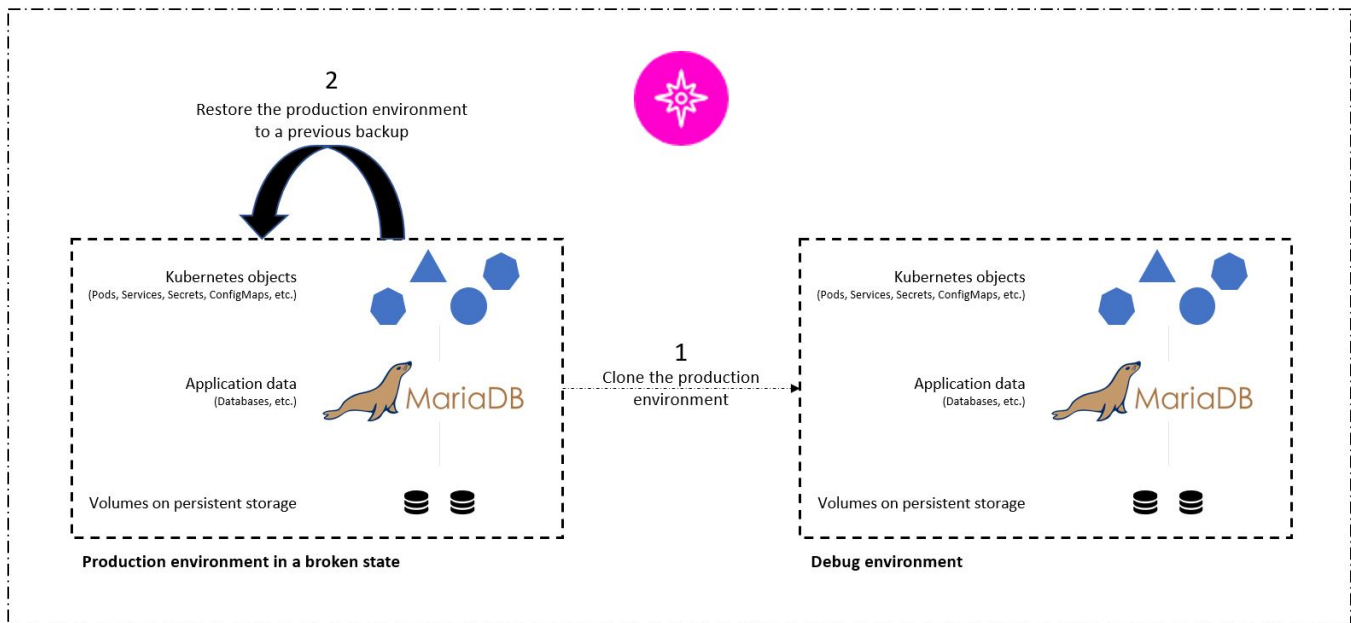 2
Restore the production environment
to a previous backup
Kubernetes objects
(Pods, Services, Secrets, ConfigMaps, etc.)
Application data
(Databases, etc.)
MariaDB
Volumes on persistent storage
Production environment in a broken state
1
Clone the production
environment
Kubernetes objects
(Pods, Services, Secrets, ConfigMaps, etc.)
Application data
(Databases, etc.)
MariaDB
Volumes on persistent storage
Debug environment